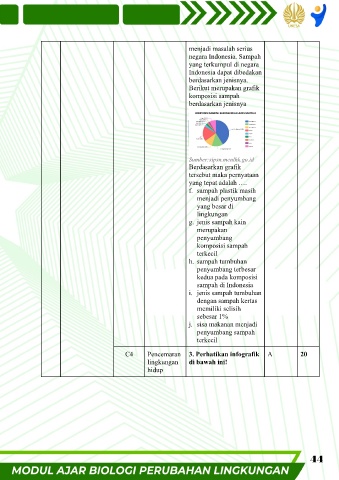 menjadi masalah serius
negara Indonesia. Sampah
yang terkumpul di negara
Indonesia dapat dibedakan
berdasarkan jenisnya.
Berikut merupakan grafik
komposisi sampah
berdasarkan jenisnya
Sumber:sipsn.menlhk.go.id
Berdasarkan grafik
tersebut maka pernyataan
yang tepat adalah ….
f. sampah plastik masih
menjadi penyumbang
yang besar di
lingkungan
g. jenis sampah kain
merupakan
penyumbang
komposisi sampah
terkecil
h. sampah tumbuhan
penyumbang terbesar
kedua pada komposisi
sampah di Indonesia
i. jenis sampah tumbuhan
dengan sampah kertas
memiliki selisih
sebesar 1%
j. sisa makanan menjadi
penyumbang sampah
terkecil
C4 Pencemaran 3. Perhatikan infografik A 20
lingkungan di bawah ini!
hidup
44
MODUL AJAR BIOLOGI PERUBAHAN LINGKUNGAN